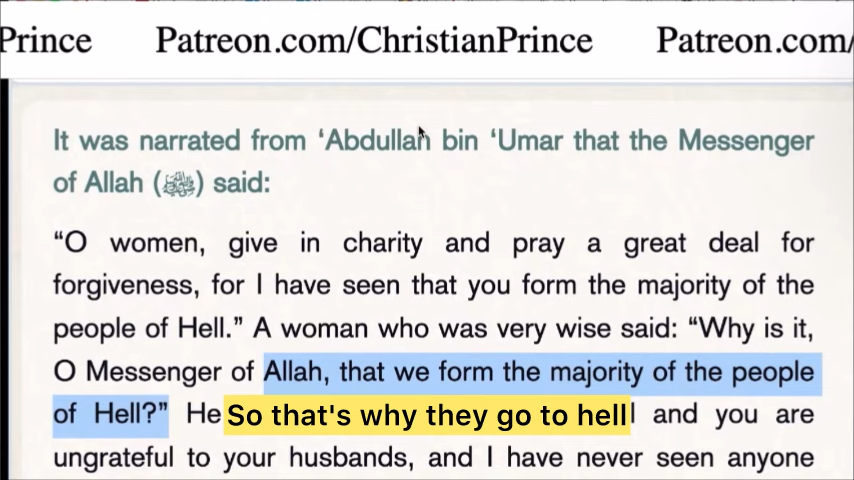 Prince Patreon.com/ChristianPrince Patreon.com/
It was narrated from ‘Abdullah bin ‘Umar that the Messenger
of Allah (ﷺ) said:
“O women, give in charity and pray a great deal for
forgiveness, for I have seen that you form the majority of the
people of Hell.” A woman who was very wise said: “Why is it,
O Messenger of Allah, that we form the majority of the people
of Hell?” He So that's why they go to hell and you are
ungrateful to your husbands, and I have never seen anyone